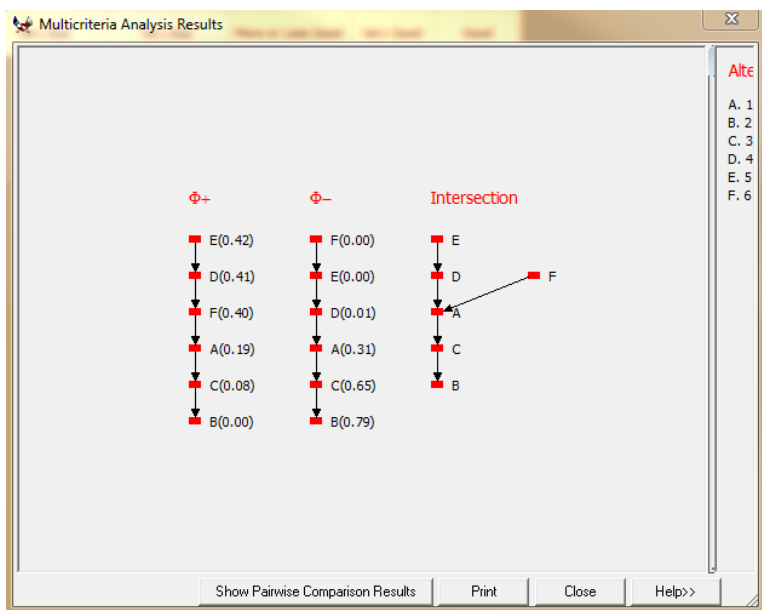 Multicriteria Analysis Results
Φ+
E(0.42)
D(0.41)
F(0.40)
A(0.19)
C(0.08)
B(0.00)
Φ–
F(0.00)
E(0.00)
D(0.01)
A(0.31)
C(0.65)
B(0.79)
Intersection
E
D
F
A
C
B
Alte
A. 1
B. 2
C. 3
D. 4
E. 5
F. 6
Show Pairwise Comparison Results
Print
Close
Help>>